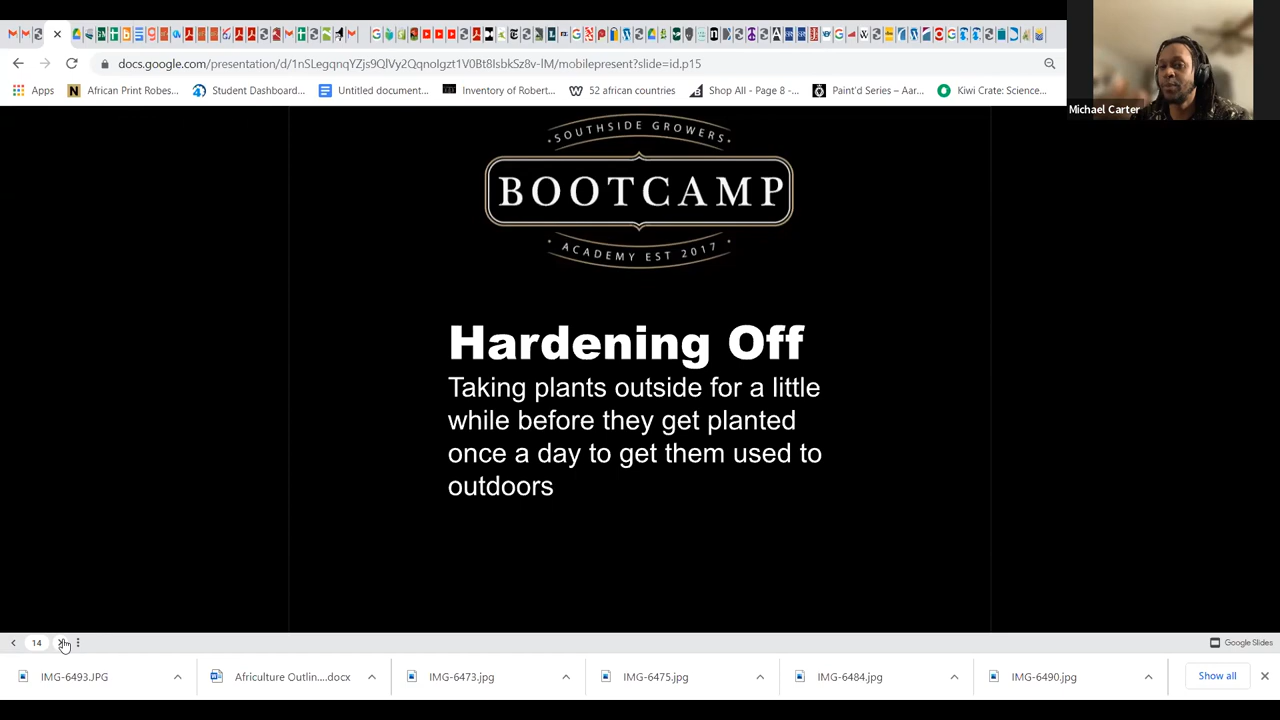 docs.google.com/presentation/d/1nSLegqnqYZjs9QlVy2QqnoIgzt1V0Bt8IsbkSz8v-lM/mobilepresent?slide=id.p15
Apps
African Print Robes...
Student Dashboard...
Untitled document...
Inventory of Robert...
52 african countries
Shop All - Page 8 -...
Paint'd Series – Aar...
Kiwi Crate: Science...
Michael Carter
SOUTHSIDE GROWERS
BOOTCAMP
ACADEMY EST 2017
Hardening Off
Taking plants outside for a little
while before they get planted
once a day to get them used to
outdoors
14
Google Slides
IMG-6493.JPG
Africulture Outlin....docx
IMG-6473.jpg
IMG-6475.jpg
IMG-6484.jpg
IMG-6490.jpg
Show all